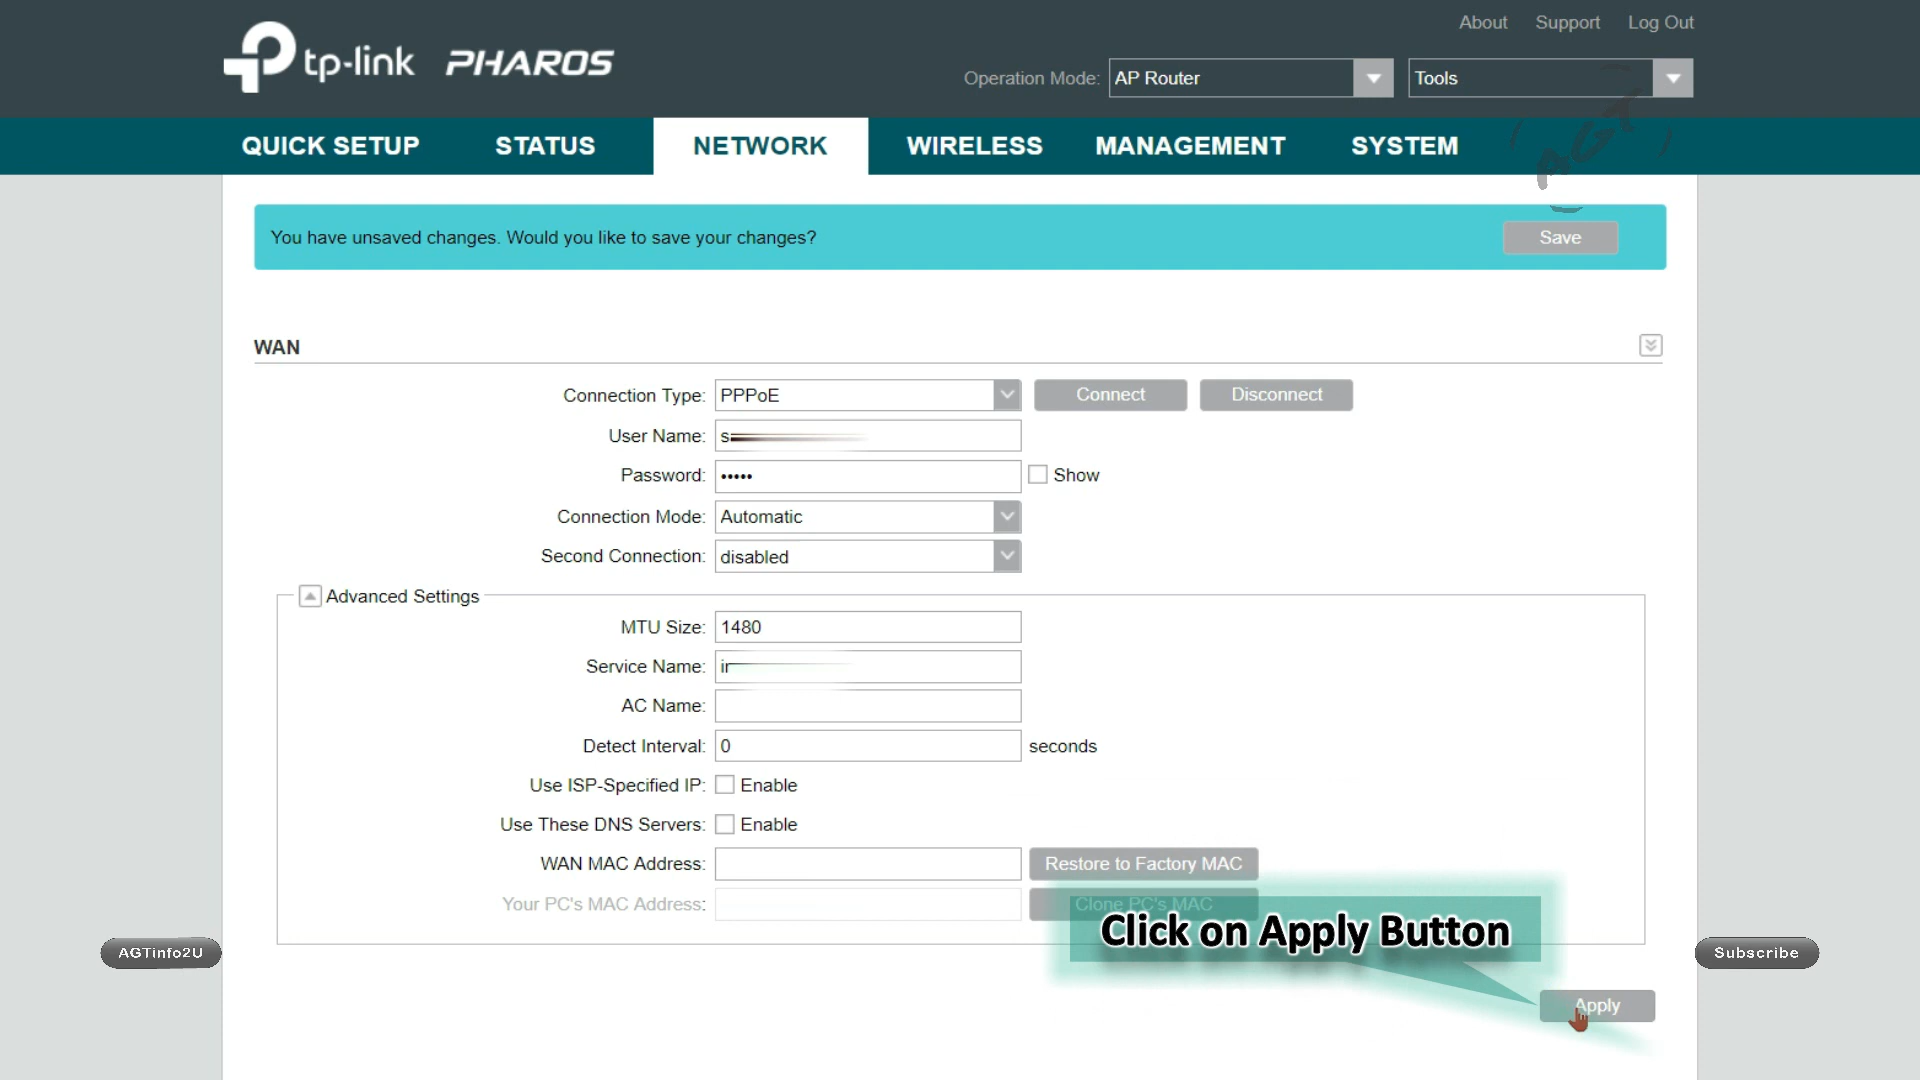 About Support Log Out
tp-link PHAROS
Operation Mode: AP Router Tools
QUICK SETUP STATUS NETWORK WIRELESS MANAGEMENT SYSTEM
AGT
You have unsaved changes. Would you like to save your changes? Save
WAN
Connection Type: PPPoE Connect Disconnect
User Name: s
Password: ••••• Show
Connection Mode: Automatic
Second Connection: disabled
Advanced Settings
MTU Size: 1480
Service Name:
AC Name:
Detect Interval: 0 seconds
Use ISP-Specified IP: Enable
Use These DNS Servers: Enable
WAN MAC Address: Restore to Factory MAC
Your PC's MAC Address: Clone PC's MAC
Click on Apply Button
AGTinfo2U Subscribe
Apply